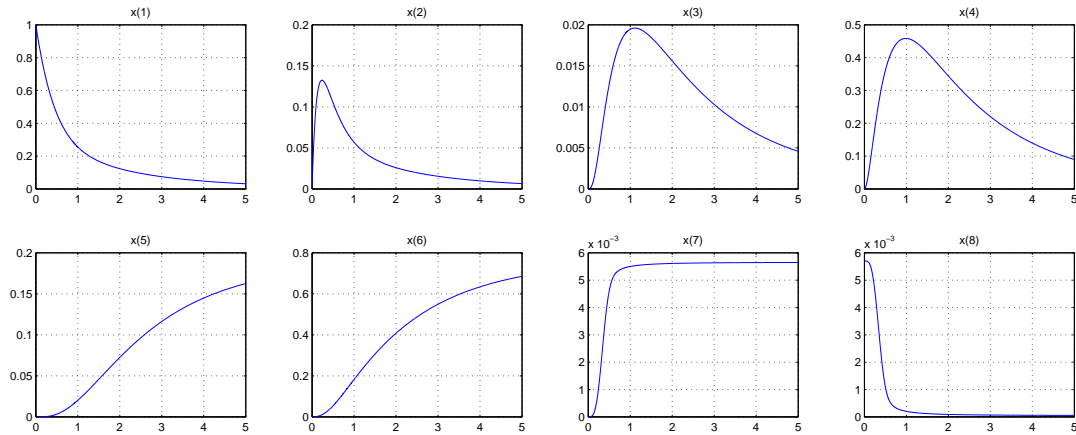 x(1) x(2) x(3) x(4)
1 0.2 0.02 0.5
0.8 0.15 0.015 0.4
0.6 0.1 0.01 0.3
0.4 0.05 0.005 0.2
0.2 0 0 0.1
0 0
0 1 2 3 4 5 0 1 2 3 4 5 0 1 2 3 4 5 0 1 2 3 4 5
x(5) x(6) x(7) x(8)
x 10⁻³ x 10⁻³
0.2 0.8 6 6
0.15 0.6 5 5
0.1 0.4 4 4
0.05 0.2 3 3
0 0 2 2
1 1
0 0
0 1 2 3 4 5 0 1 2 3 4 5 0 1 2 3 4 5 0 1 2 3 4 5